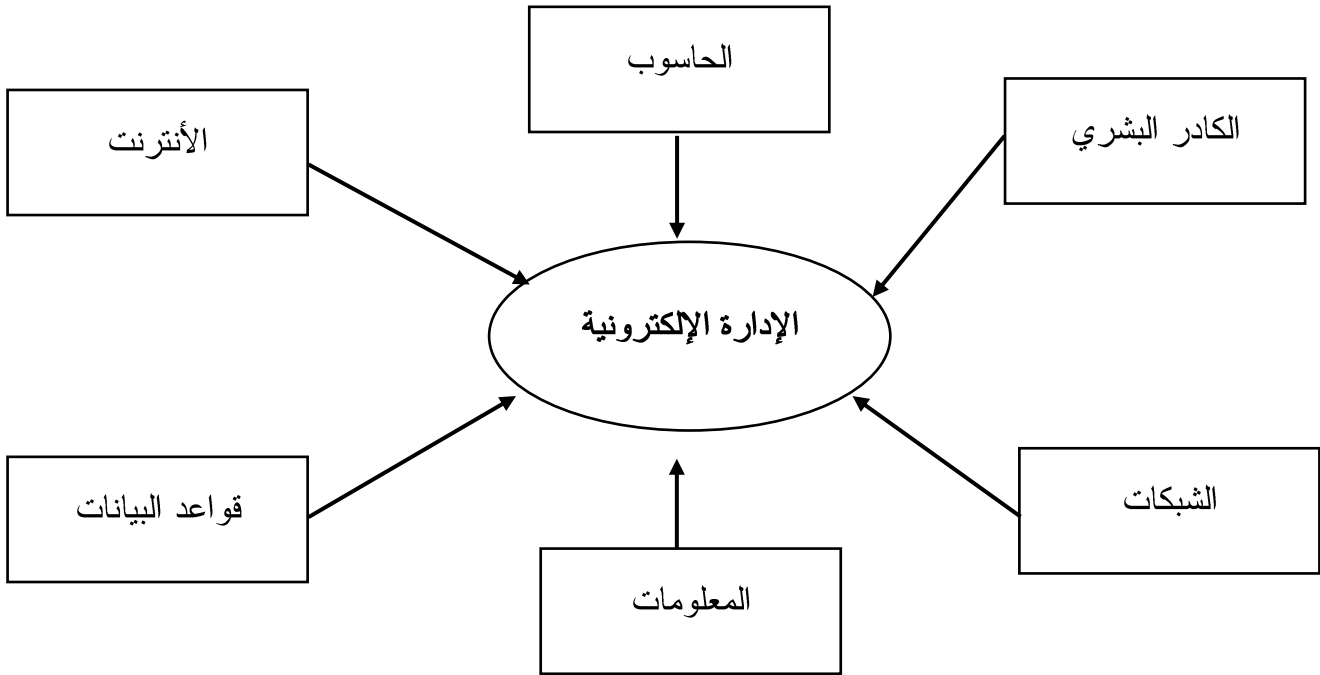 الحاسوب
الكادر البشري
الأنترنت
الإدارة الإلكترونية
الشبكات
قواعد البيانات
المعلومات